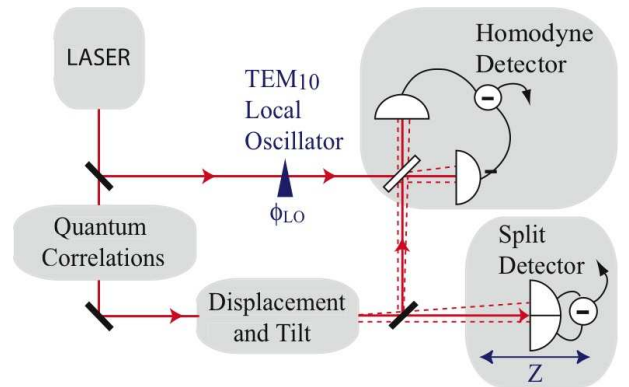 LASER
TEM10
Local
Oscillator
ϕLO
Homodyne
Detector
Quantum
Correlations
Displacement
and Tilt
Split
Detector
Z